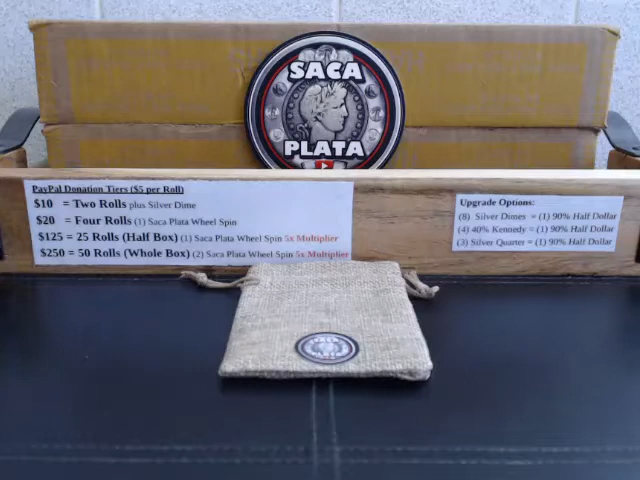 SACA
PLATA
PayPal Donation Tiers ($5 per Roll)
$10 = Two Rolls plus Silver Dime
$20 = Four Rolls (1) Saca Plata Wheel Spin
$125 = 25 Rolls (Half Box) (1) Saca Plata Wheel Spin 5x Multiplier
$250 = 50 Rolls (Whole Box) (2) Saca Plata Wheel Spin 5x Multiplier
Upgrade Options:
(8) Silver Dimes = (1) 90% Half Dollar
(4) 40% Kennedy = (1) 90% Half Dollar
(3) Silver Quarter = (1) 90% Half Dollar